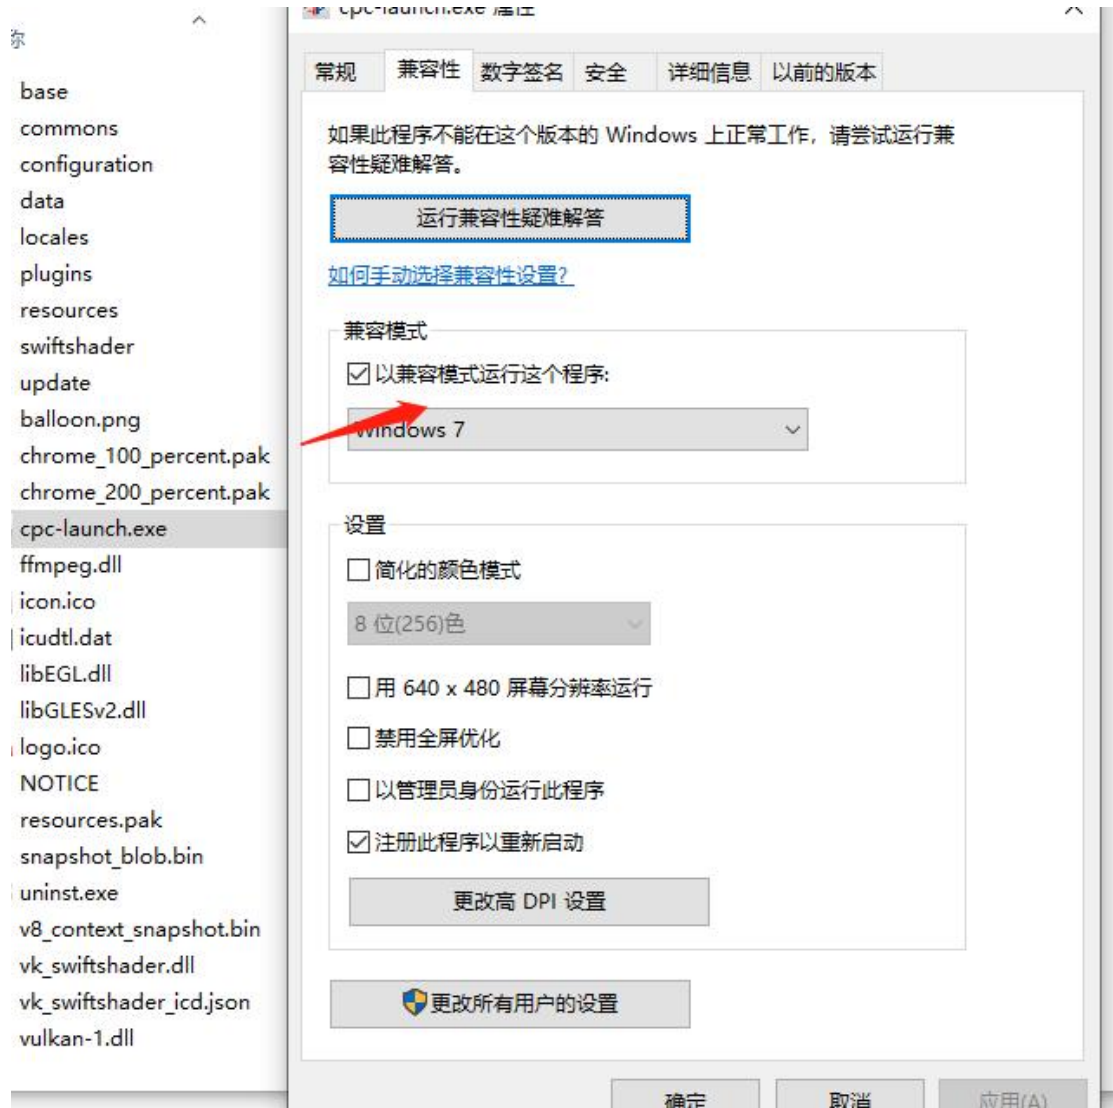 称
base
commons
configuration
data
locales
plugins
resources
swiftshader
update
balloon.png
chrome_100_percent.pak
chrome_200_percent.pak
cpc-launch.exe
ffmpeg.dll
icon.ico
icudtl.dat
libEGL.dll
libGLESv2.dll
logo.ico
NOTICE
resources.pak
snapshot_blob.bin
uninst.exe
v8_context_snapshot.bin
vk_swiftshader.dll
vk_swiftshader_icd.json
vulkan-1.dll
cpc-launch.exe 属性
常规 兼容性 数字签名 安全 详细信息 以前的版本
如果此程序不能在这个版本的 Windows 上正常工作，请尝试运行兼
容性疑难解答。
运行兼容性疑难解答
如何手动选择兼容性设置?
兼容模式
以兼容模式运行这个程序:
Windows 7
设置
简化的颜色模式
8 位(256)色
用 640 x 480 屏幕分辨率运行
禁用全屏优化
以管理员身份运行此程序
注册此程序以重新启动
更改高 DPI 设置
更改所有用户的设置
确定 取消 应用(A)